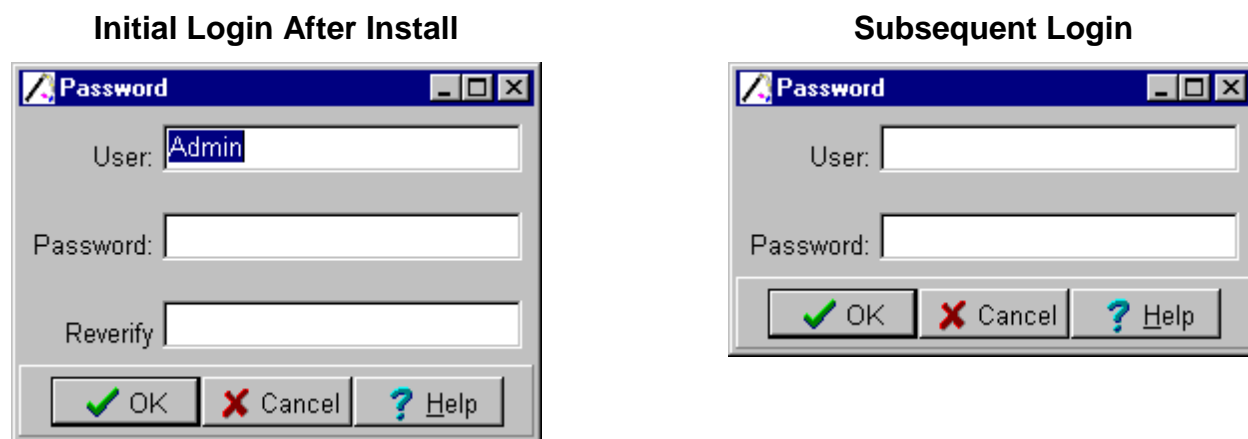 Initial Login After Install
Password
User: Admin
Password:
Reverify
OK Cancel Help
Subsequent Login
Password
User:
Password:
OK Cancel Help